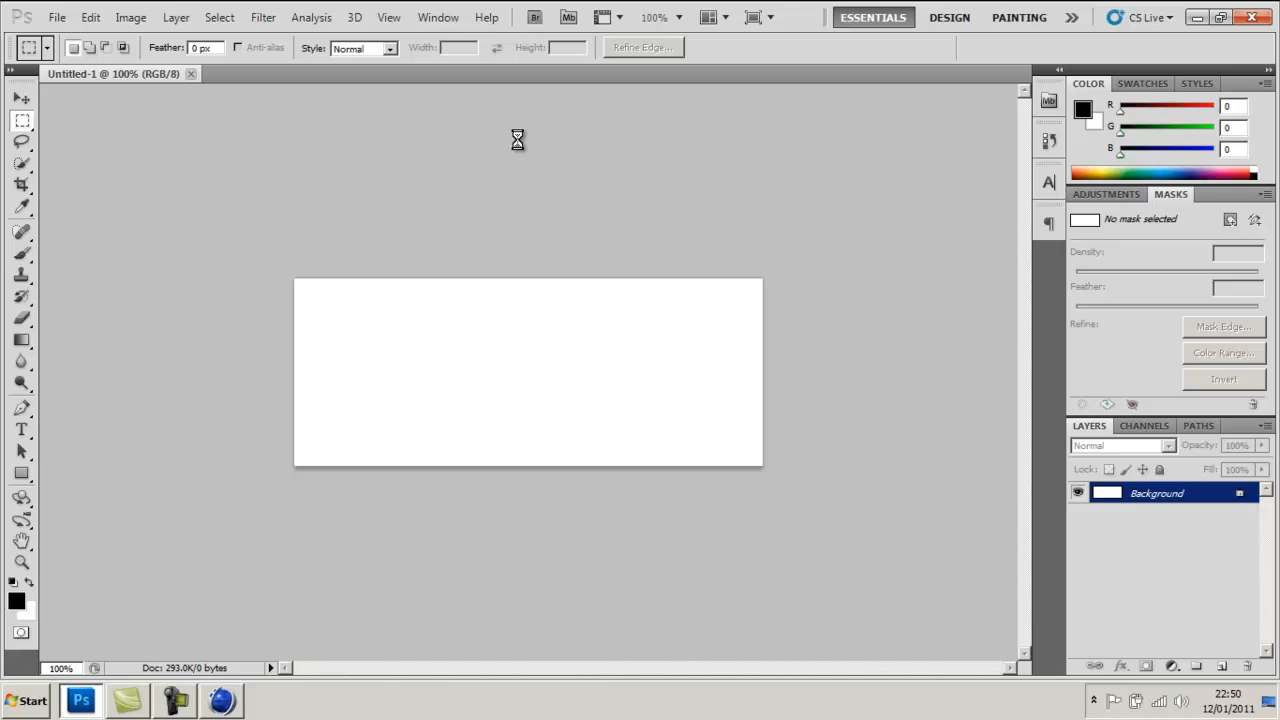 Ps File Edit Image Layer Select Filter Analysis 3D View Window Help Br Mb 100% ESSENTIALS DESIGN PAINTING CS Live
Feather: 0 px Anti-alias Style: Normal Width: Height: Refine Edge...
Untitled-1 @ 100% (RGB/8)
COLOR SWATCHES STYLES
Mb
R 0
G 0
B 0
A
ADJUSTMENTS MASKS
No mask selected
Density:
Feather:
Refine: Mask Edge...
Color Range...
Invert
LAYERS CHANNELS PATHS
Normal Opacity: 100%
Lock: Fill: 100%
Background
T
100% Doc: 293.0K/0 bytes
Start Ps 22:50
12/01/2011